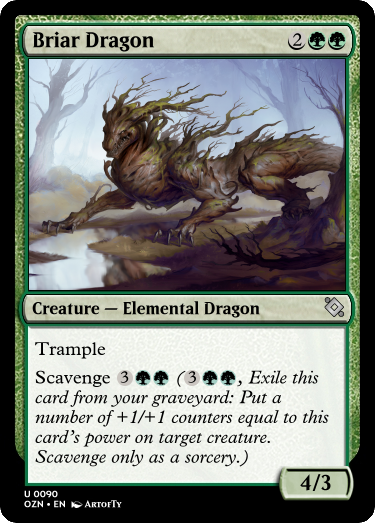 Briar Dragon 2
Creature — Elemental Dragon
Trample
Scavenge 3 (3, Exile this
card from your graveyard: Put a
number of +1/+1 counters equal to this
card's power on target creature.
Scavenge only as a sorcery.)
4/3
U 0090
OZN • EN ArtofTy